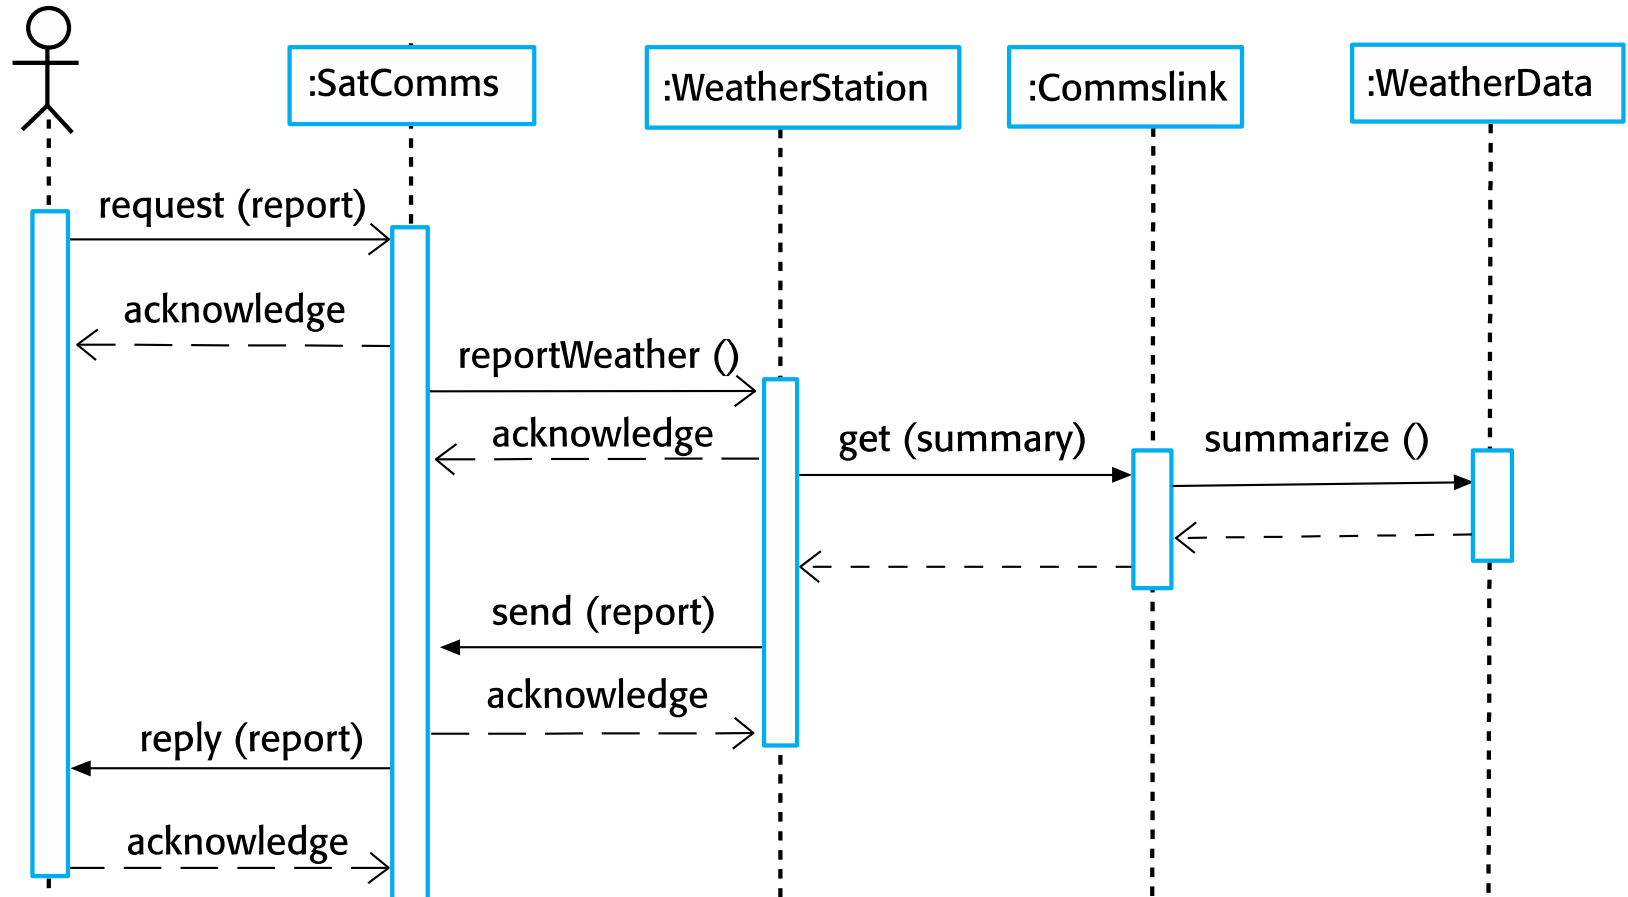 :SatComms
:WeatherStation
:Commslink
:WeatherData
request (report)
acknowledge
reportWeather ()
acknowledge
get (summary)
summarize ()
send (report)
acknowledge
reply (report)
acknowledge